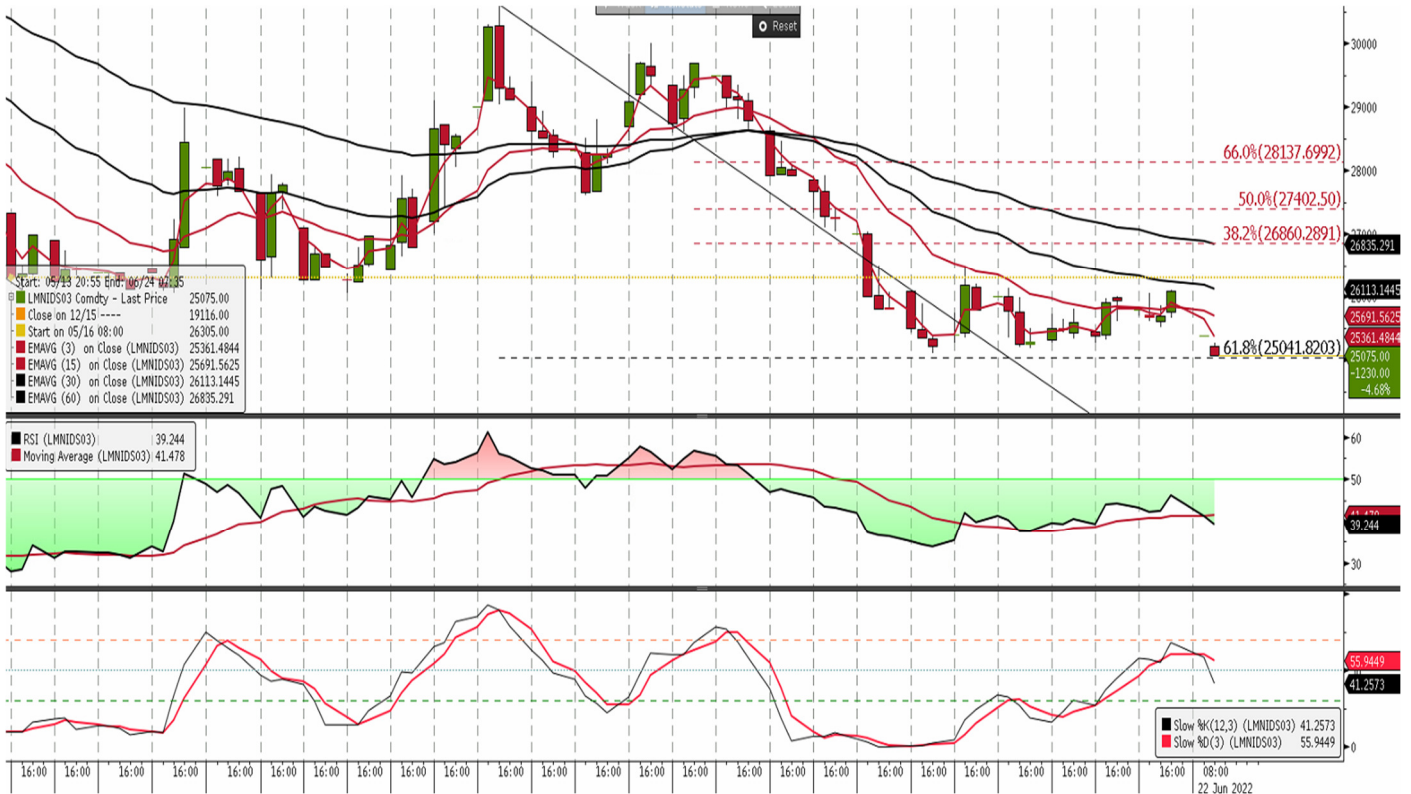 Reset
30000
29000
28000
27000
66.0%(28137.6992)
50.0%(27402.50)
38.2%(26860.2891)
26835.291
26113.1445
25691.5625
25361.4844
61.8%(25041.8203)
25075.00
-1230.00
-4.68%
Start: 05/13 20:55 End: 06/24 07:35
LMNIDS03 Comdty - Last Price 25075.00
Close on 12/15 ---- 19116.00
Start on 05/16 08:00 26305.00
EMAVG (3) on Close (LMNIDS03) 25361.4844
EMAVG (15) on Close (LMNIDS03) 25691.5625
EMAVG (30) on Close (LMNIDS03) 26113.1445
EMAVG (60) on Close (LMNIDS03) 26835.291
RSI (LMNIDS03) 39.244
Moving Average (LMNIDS03) 41.478
60
50
41.478
39.244
30
55.9449
41.2573
0
Slow %K(12,3) (LMNIDS03) 41.2573
Slow %D(3) (LMNIDS03) 55.9449
16:00 16:00 16:00 16:00 16:00 16:00 16:00 16:00 16:00 16:00 16:00 16:00 16:00 16:00 16:00 16:00 16:00 16:00 16:00 16:00 16:00 16:00 16:00 16:00 16:00 16:00 08:00
22 Jun 2022